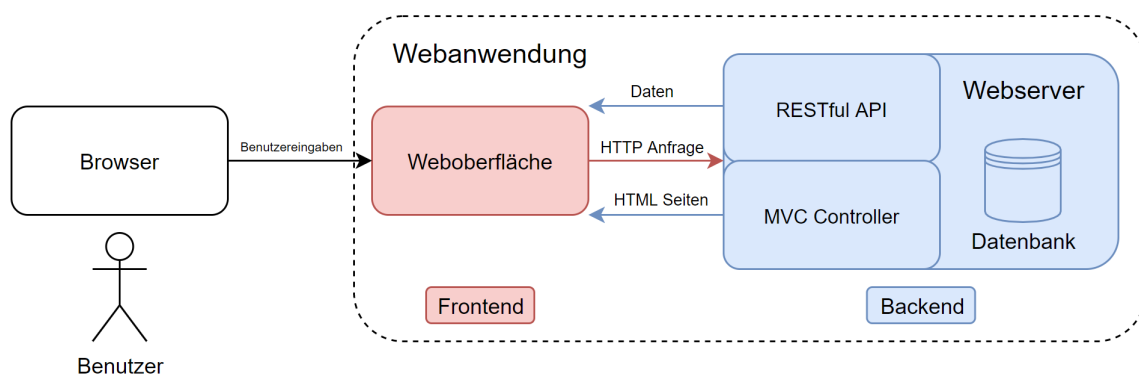 Webanwendung
Browser
Benutzereingaben
Weboberfläche
Daten
HTTP Anfrage
HTML Seiten
RESTful API
MVC Controller
Webserver
Datenbank
Frontend
Backend
Benutzer